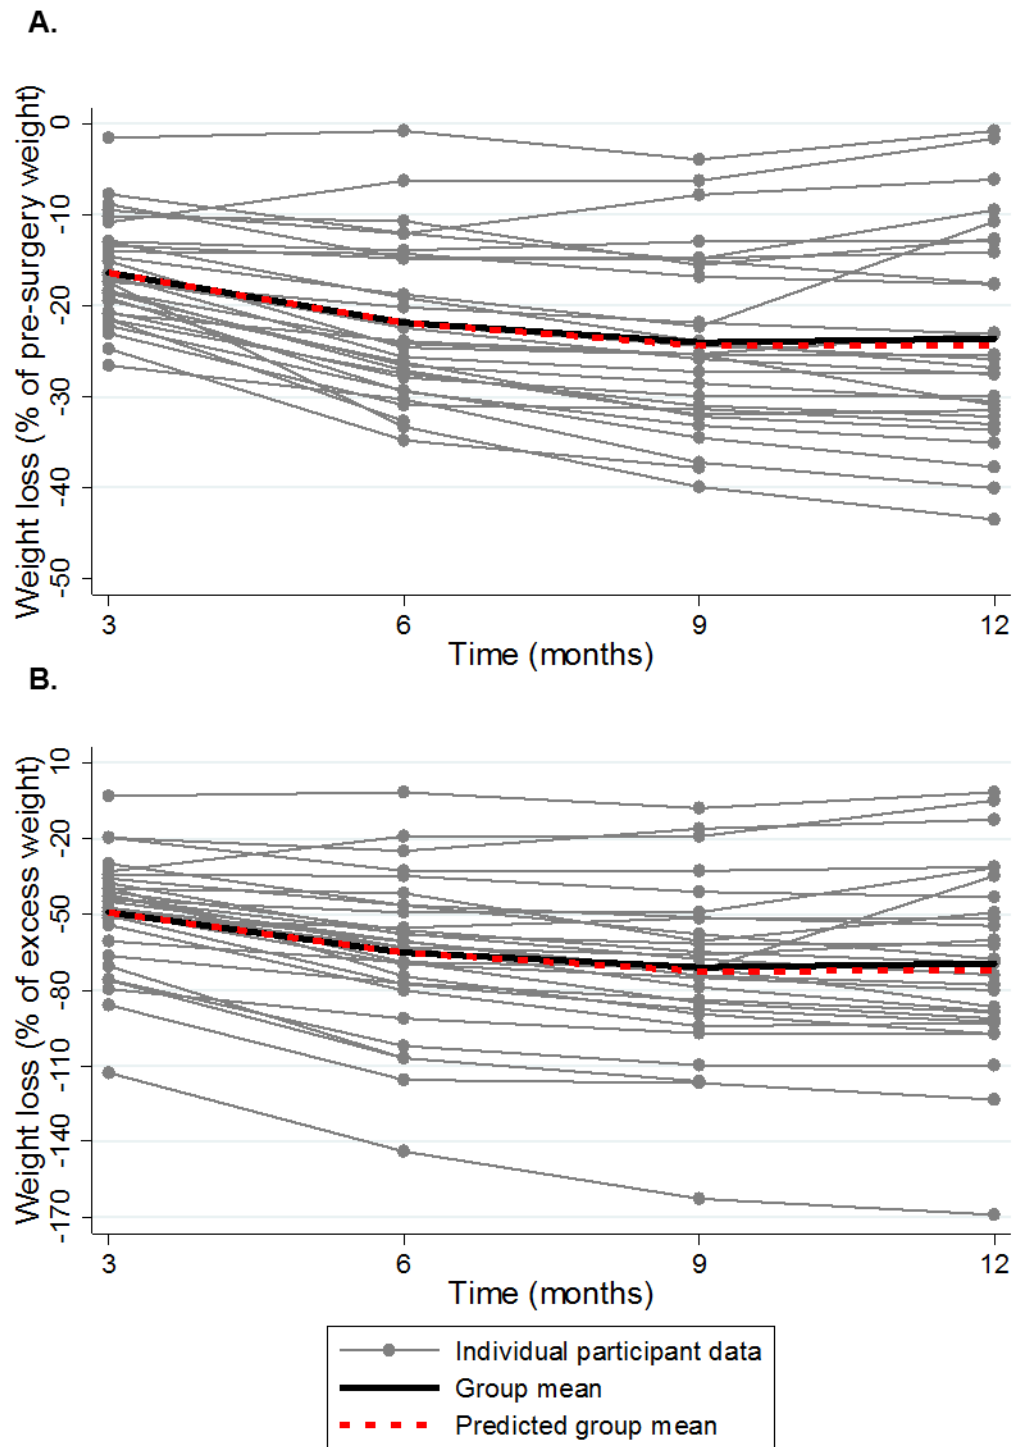 A.
Weight loss (% of pre-surgery weight)
0
-10
-20
-30
-40
-50
3 6 9 12
Time (months)
B.
Weight loss (% of excess weight)
10
-20
-50
-80
-110
-140
-170
3 6 9 12
Time (months)
Individual participant data
Group mean
Predicted group mean